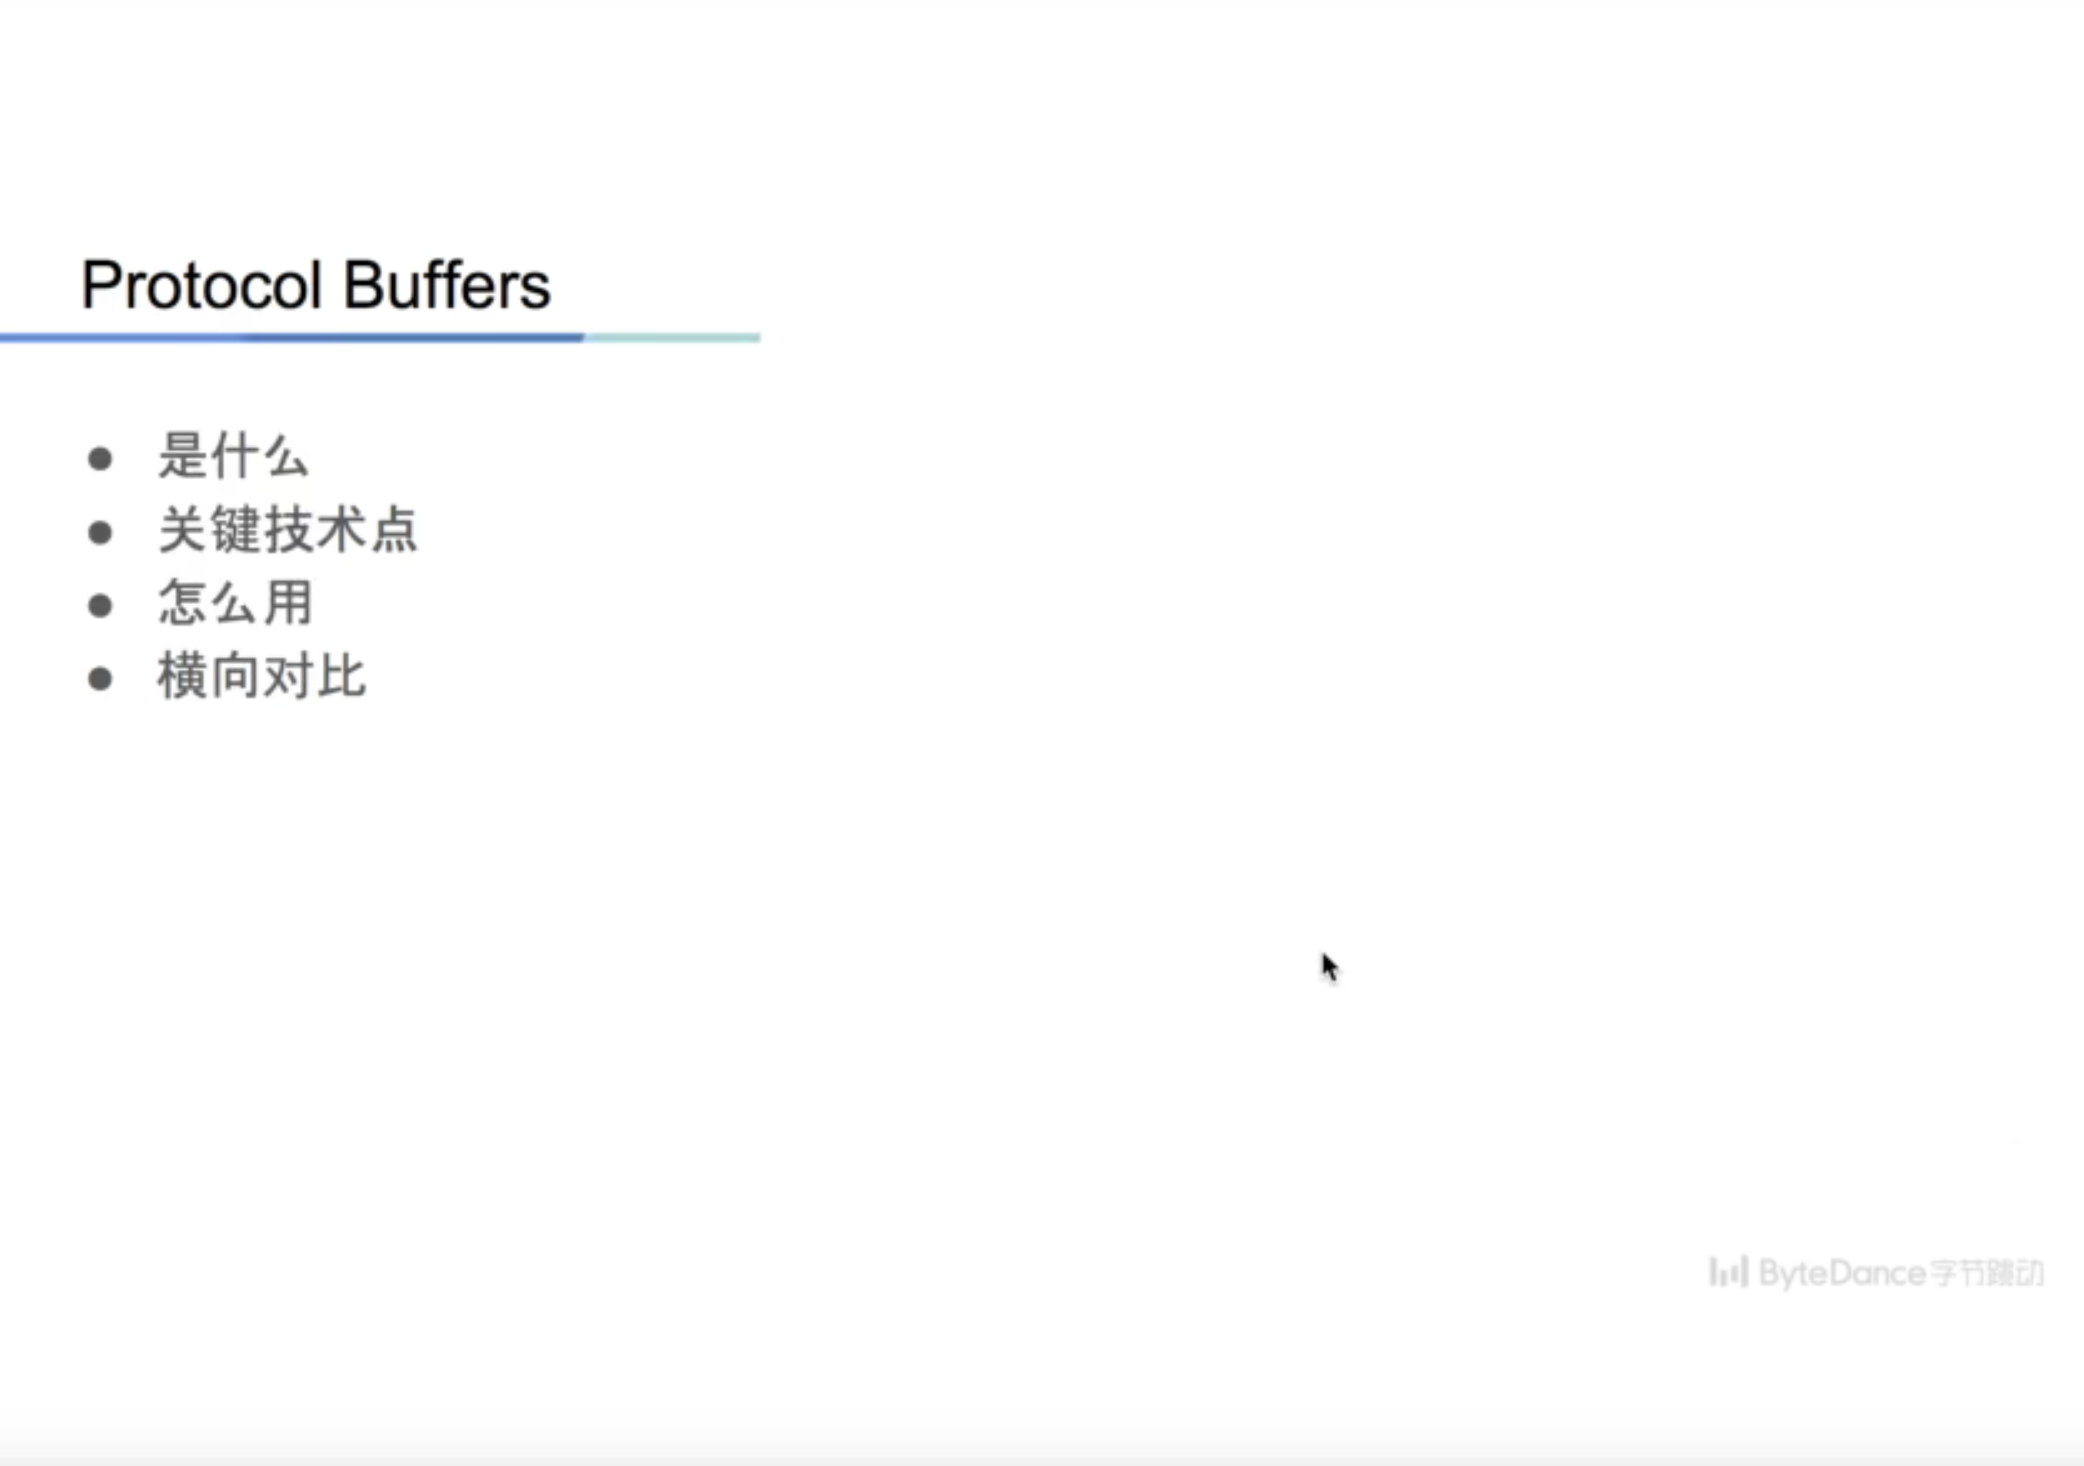 Protocol Buffers
是什么
关键技术点
怎么用
横向对比
ByteDance字节跳动